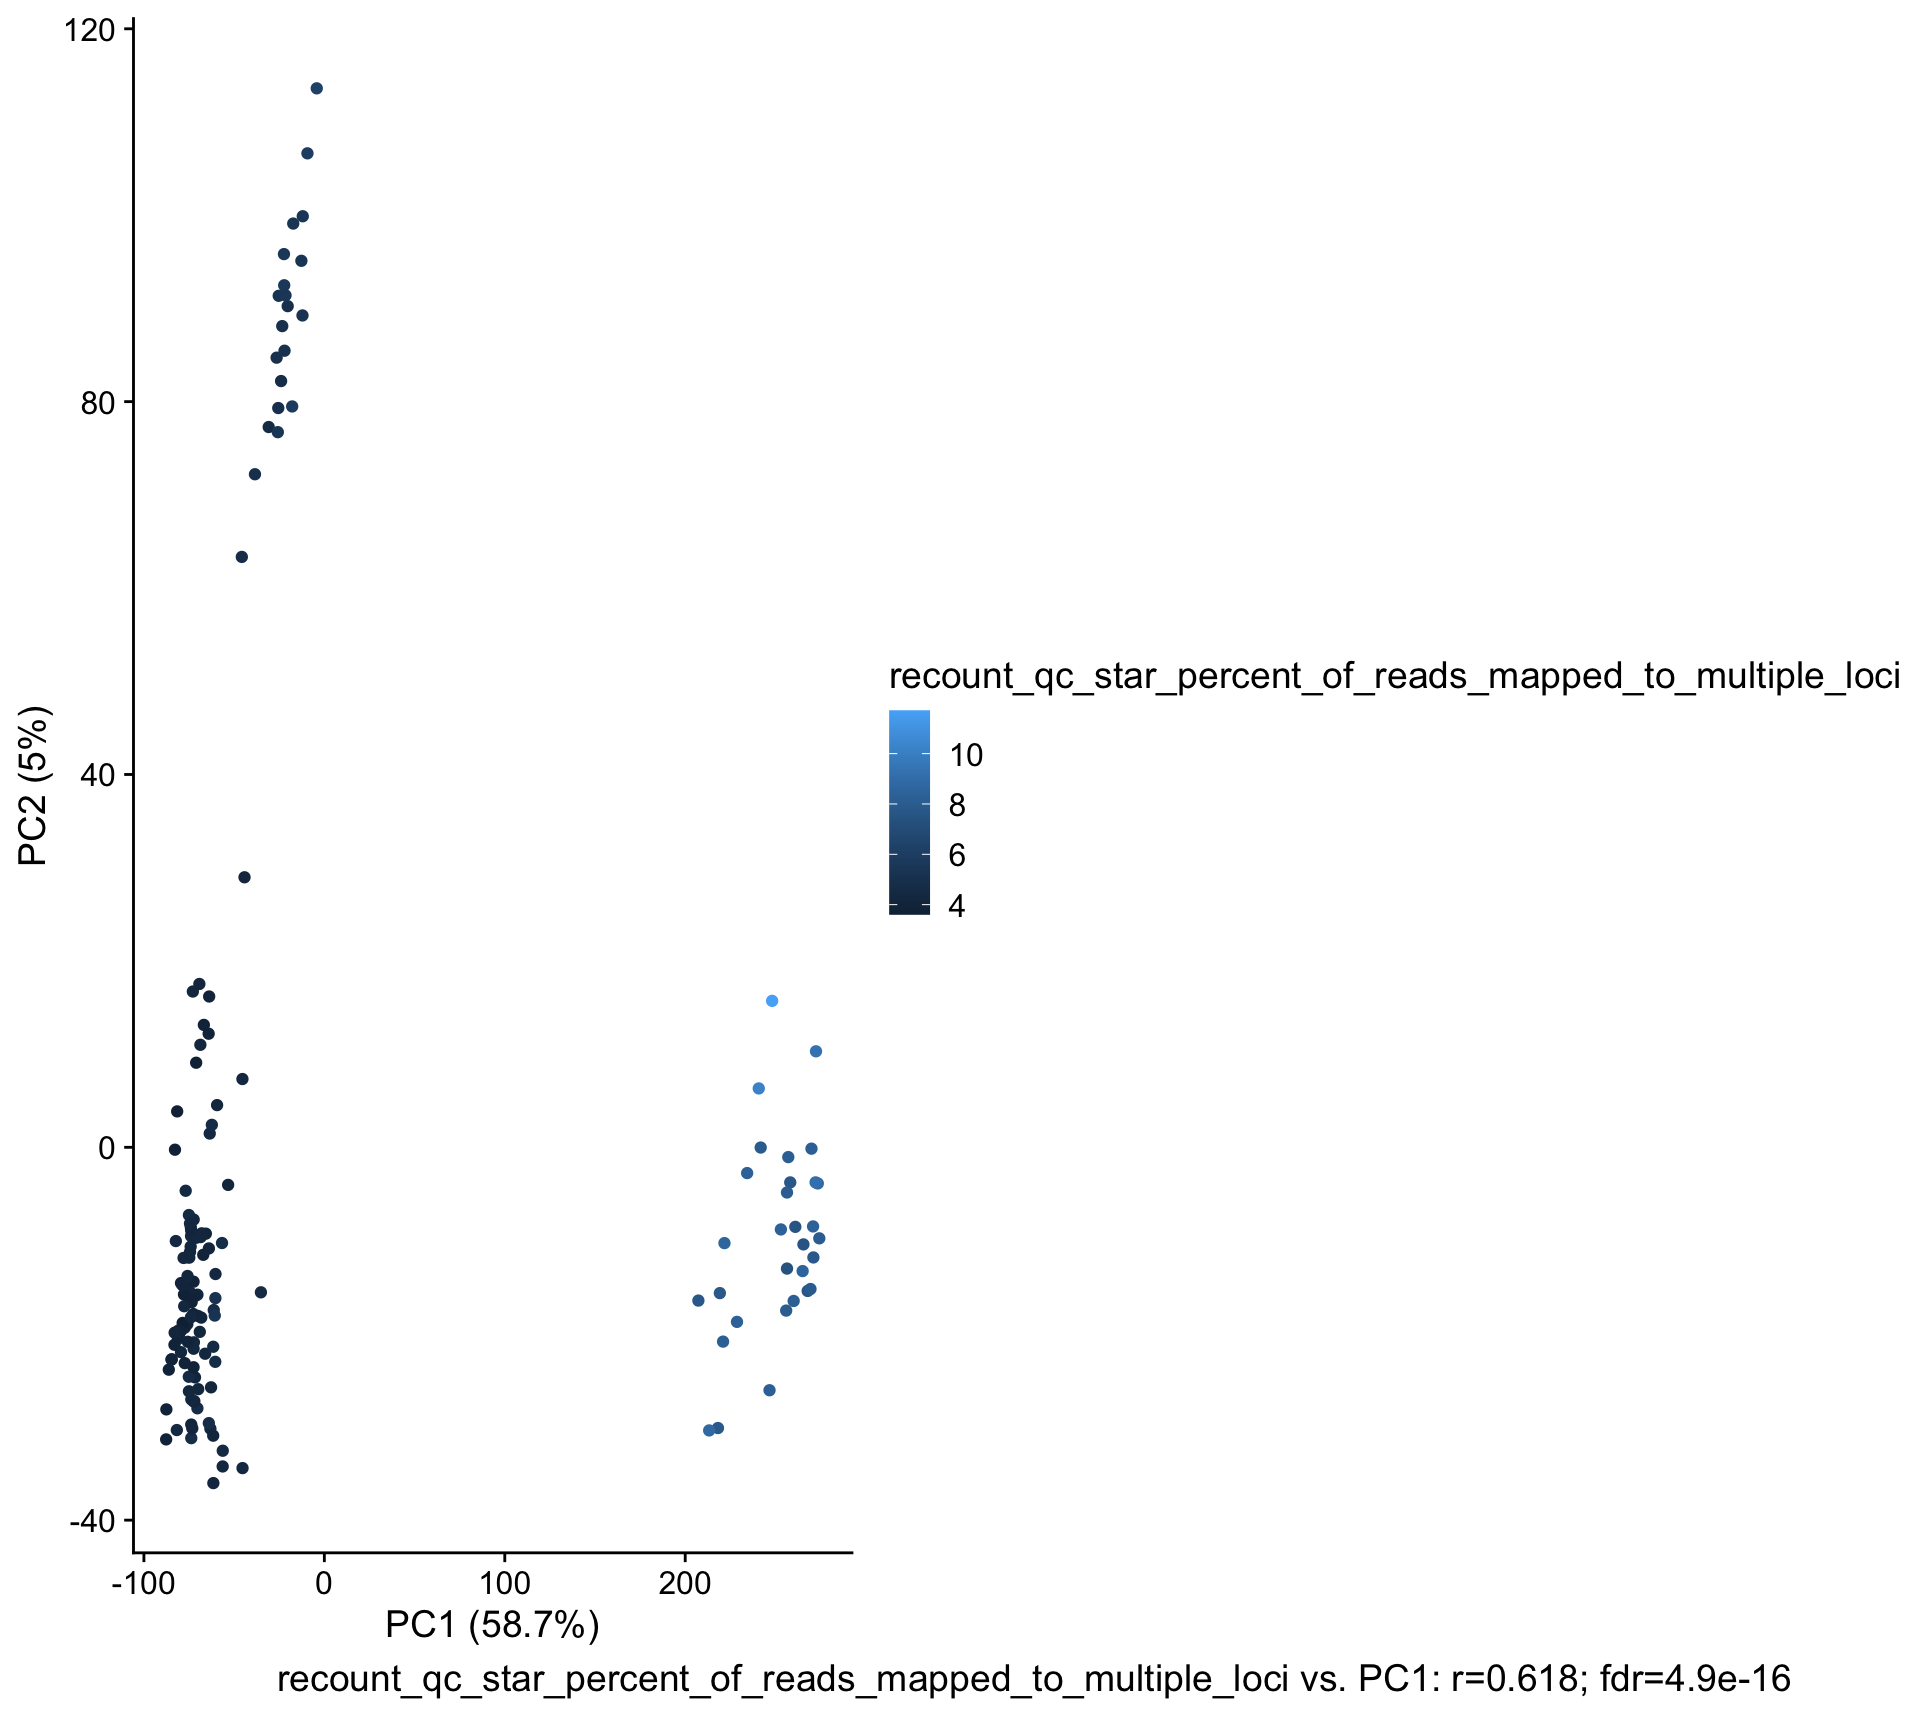 120
80
40
0
-40
PC2 (5%)
-100 0 100 200
PC1 (58.7%)
recount_qc_star_percent_of_reads_mapped_to_multiple_loci
10
8
6
4
recount_qc_star_percent_of_reads_mapped_to_multiple_loci vs. PC1: r=0.618; fdr=4.9e-16